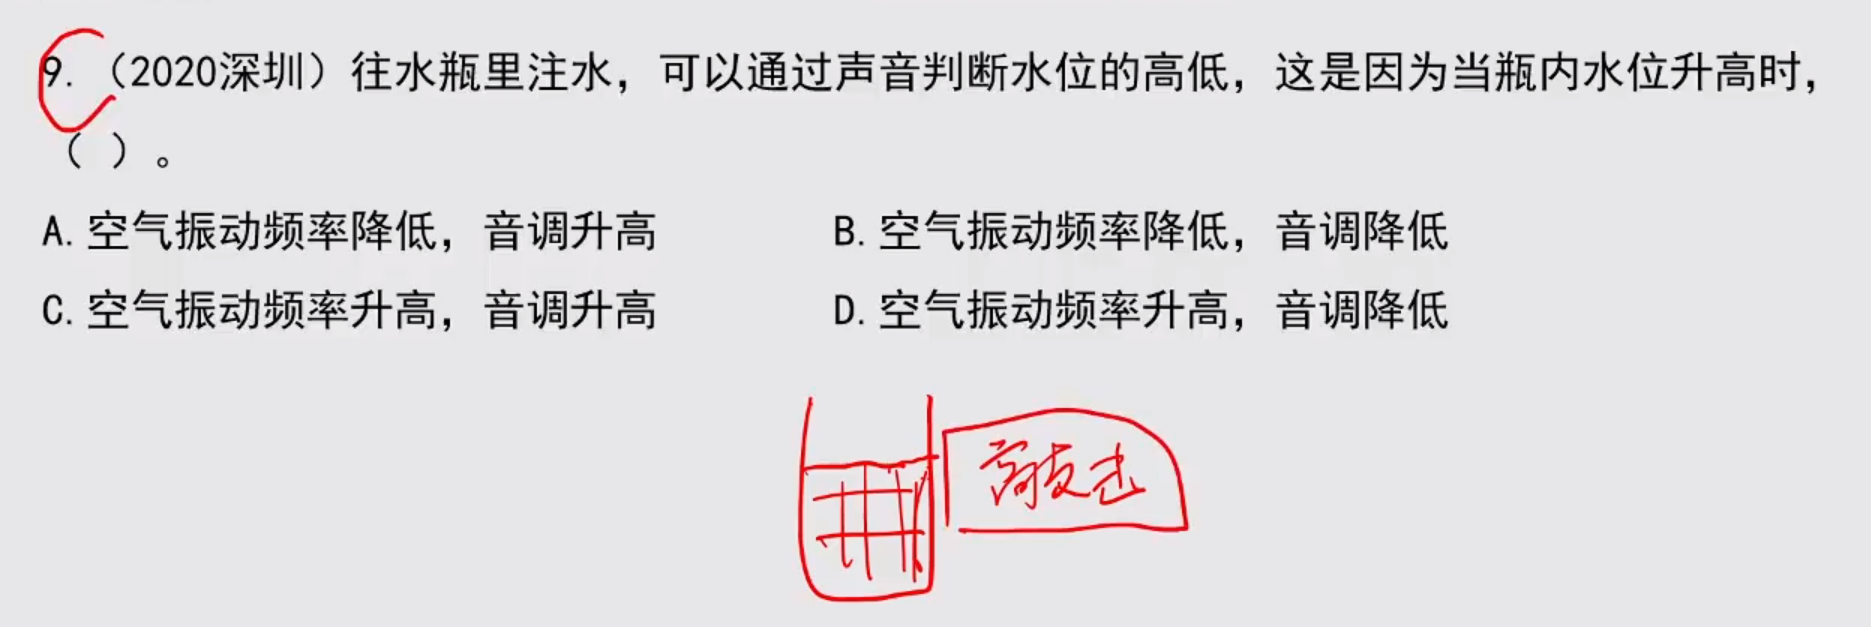 9.（2020深圳）往水瓶里注水，可以通过声音判断水位的高低，这是因为当瓶内水位升高时，
（ ）。
A.空气振动频率降低，音调升高 B.空气振动频率降低，音调降低
C.空气振动频率升高，音调升高 D.空气振动频率升高，音调降低
敲击